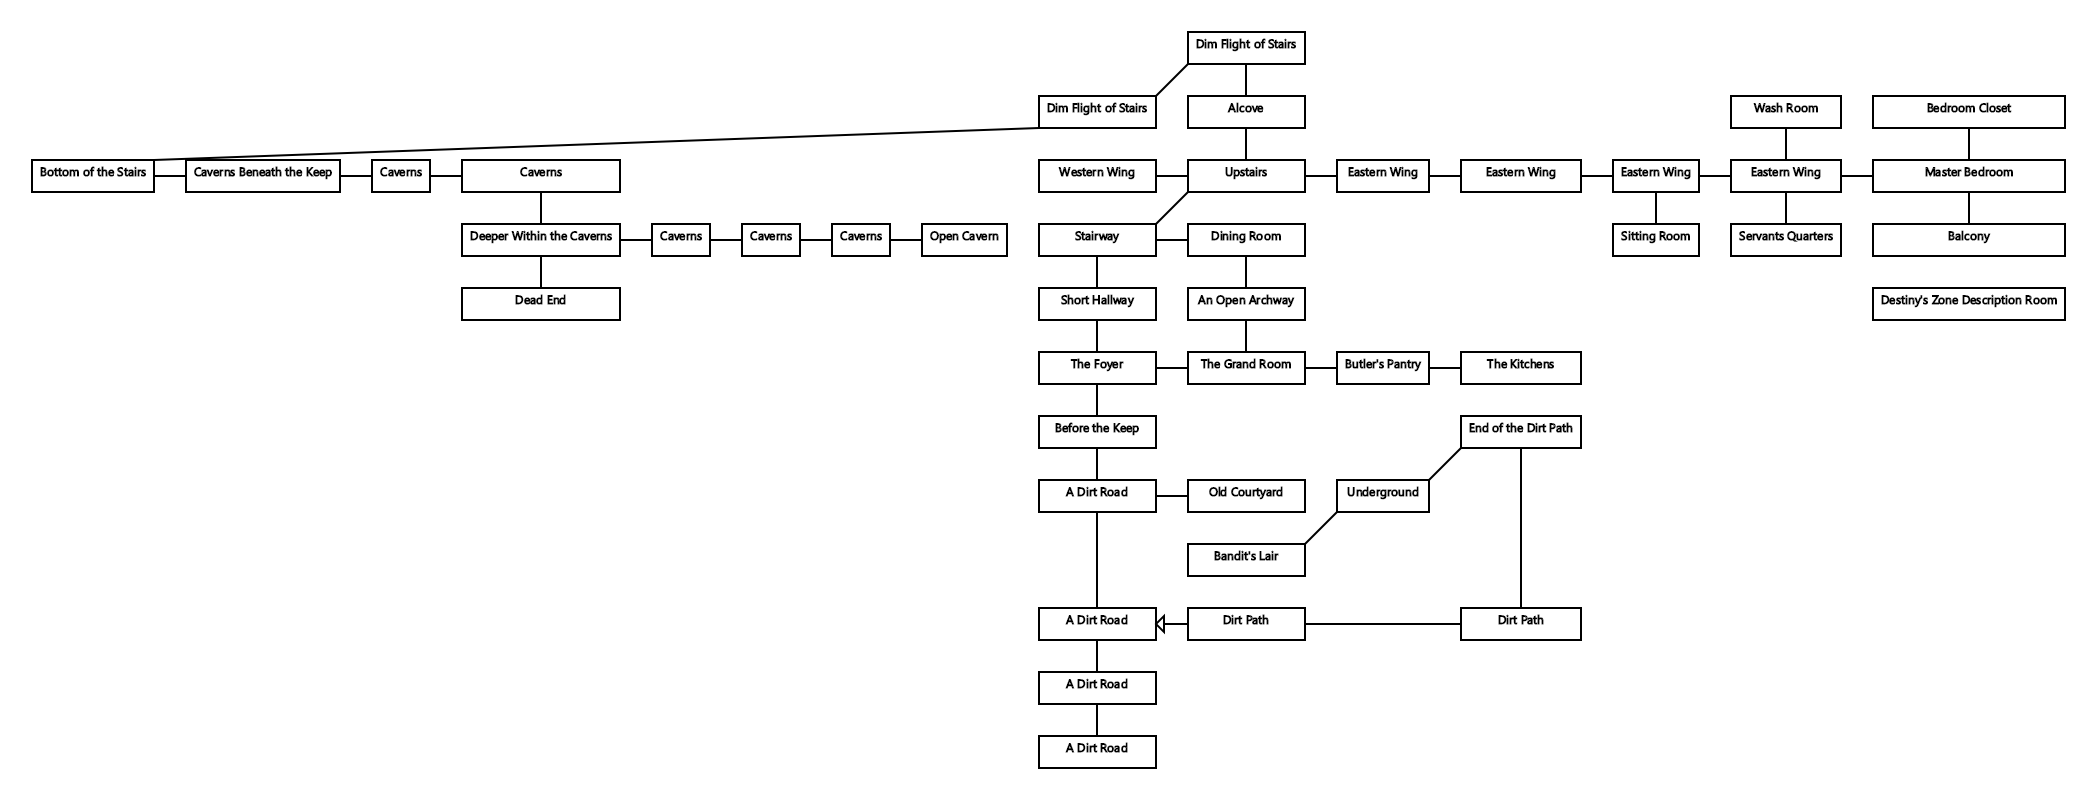 Dim Flight of Stairs
Dim Flight of Stairs
Alcove
Wash Room
Bedroom Closet
Bottom of the Stairs
Caverns Beneath the Keep
Caverns
Caverns
Western Wing
Upstairs
Eastern Wing
Eastern Wing
Eastern Wing
Eastern Wing
Master Bedroom
Deeper Within the Caverns
Caverns
Caverns
Caverns
Open Cavern
Stairway
Dining Room
Sitting Room
Servants Quarters
Balcony
Dead End
Short Hallway
An Open Archway
Destiny's Zone Description Room
The Foyer
The Grand Room
Butler's Pantry
The Kitchens
Before the Keep
End of the Dirt Path
A Dirt Road
Old Courtyard
Underground
Bandit's Lair
A Dirt Road
Dirt Path
Dirt Path
A Dirt Road
A Dirt Road